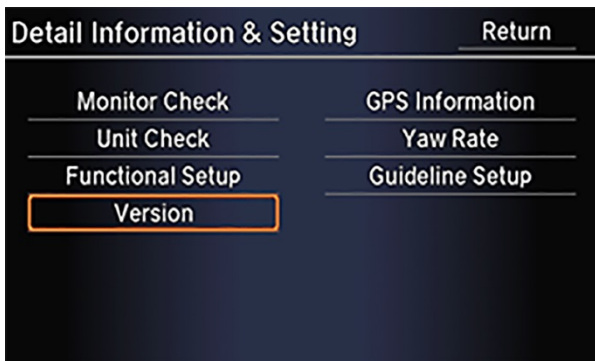 Detail Information & Setting
Return
Monitor Check
GPS Information
Unit Check
Yaw Rate
Functional Setup
Guideline Setup
Version